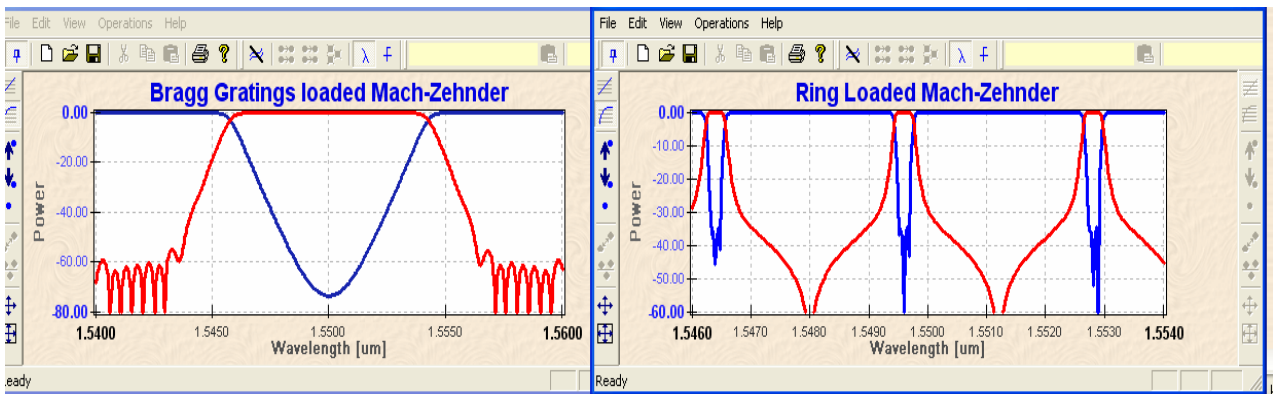 File Edit View Operations Help
Bragg Gratings loaded Mach-Zehnder
0.00
-20.00
-40.00
-60.00
-80.00
Power
1.5400 1.5450 1.5500 1.5550 1.5600
Wavelength [um]
eady
File Edit View Operations Help
Ring Loaded Mach-Zehnder
0.00
-10.00
-20.00
-30.00
-40.00
-50.00
-60.00
Power
1.5460 1.5470 1.5480 1.5490 1.5500 1.5510 1.5520 1.5530 1.5540
Wavelength [um]
Ready